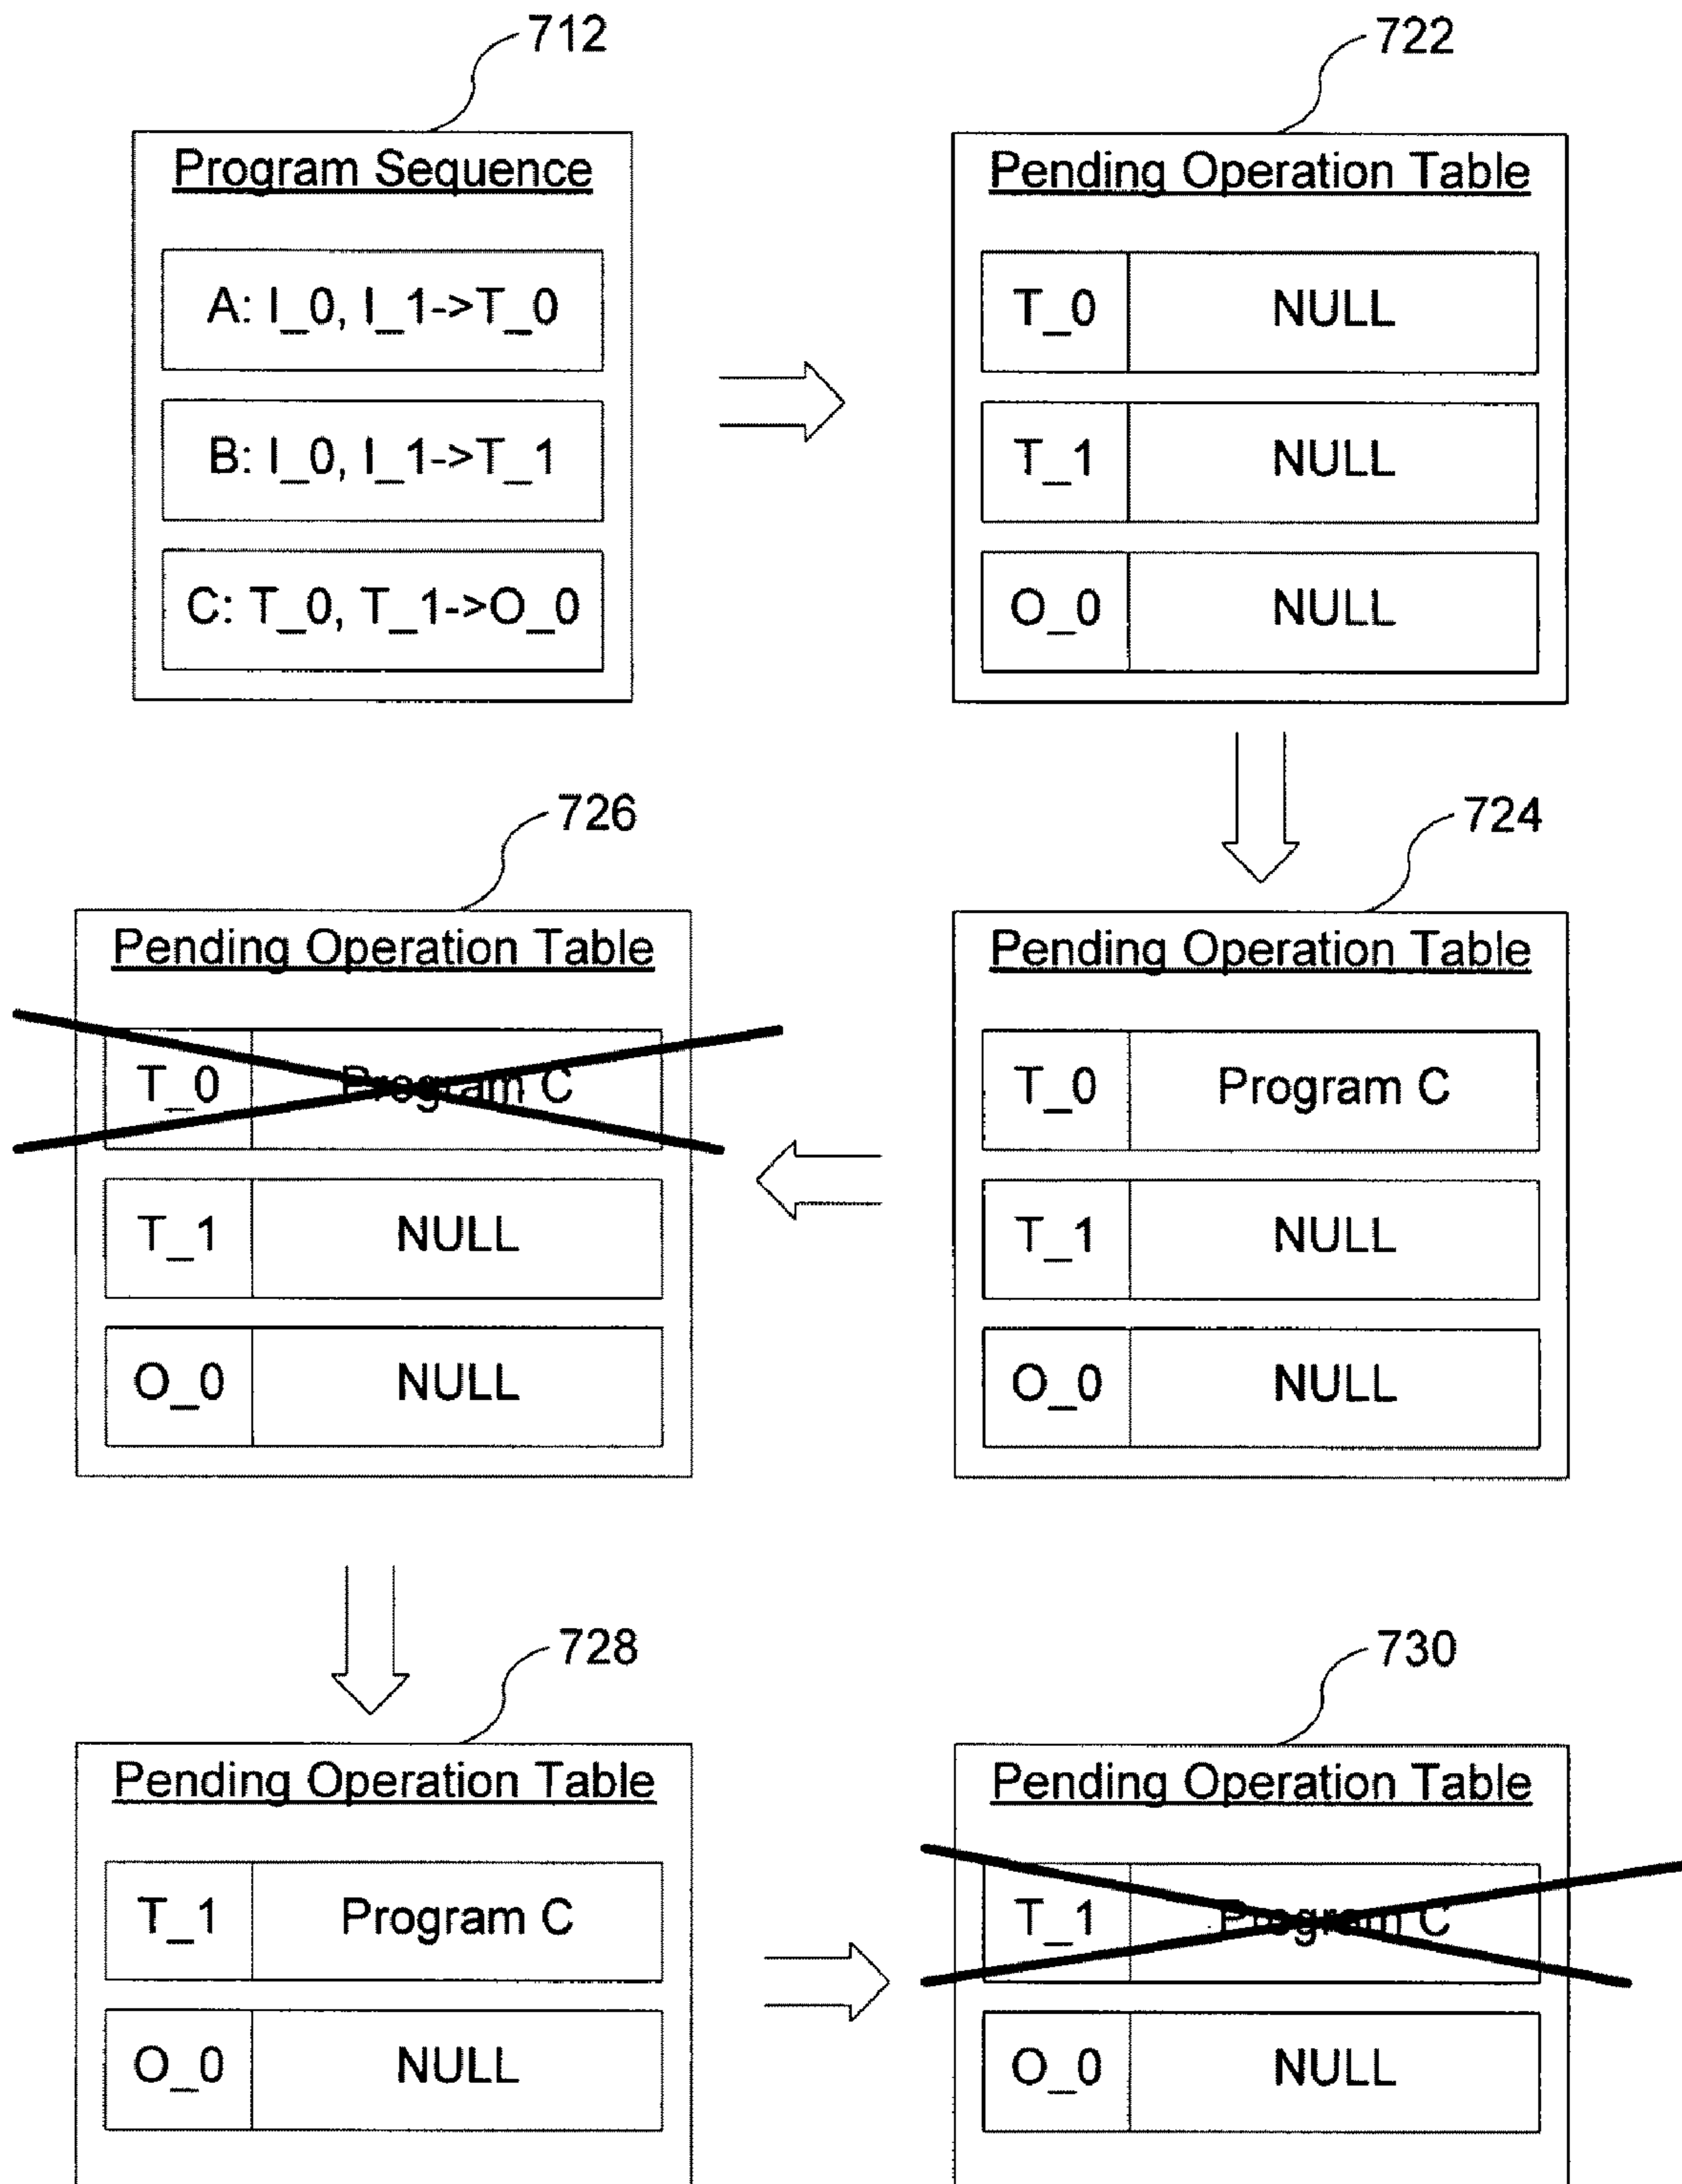 712
Program Sequence
A: I_0, I_1->T_0
B: I_0, I_1->T_1
C: T_0, T_1->O_0
722
Pending Operation Table
T_0 NULL
T_1 NULL
O_0 NULL
726
Pending Operation Table
T_0 Program C
T_1 NULL
O_0 NULL
724
Pending Operation Table
T_0 Program C
T_1 NULL
O_0 NULL
728
Pending Operation Table
T_1 Program C
O_0 NULL
730
Pending Operation Table
T_1 Program C
O_0 NULL